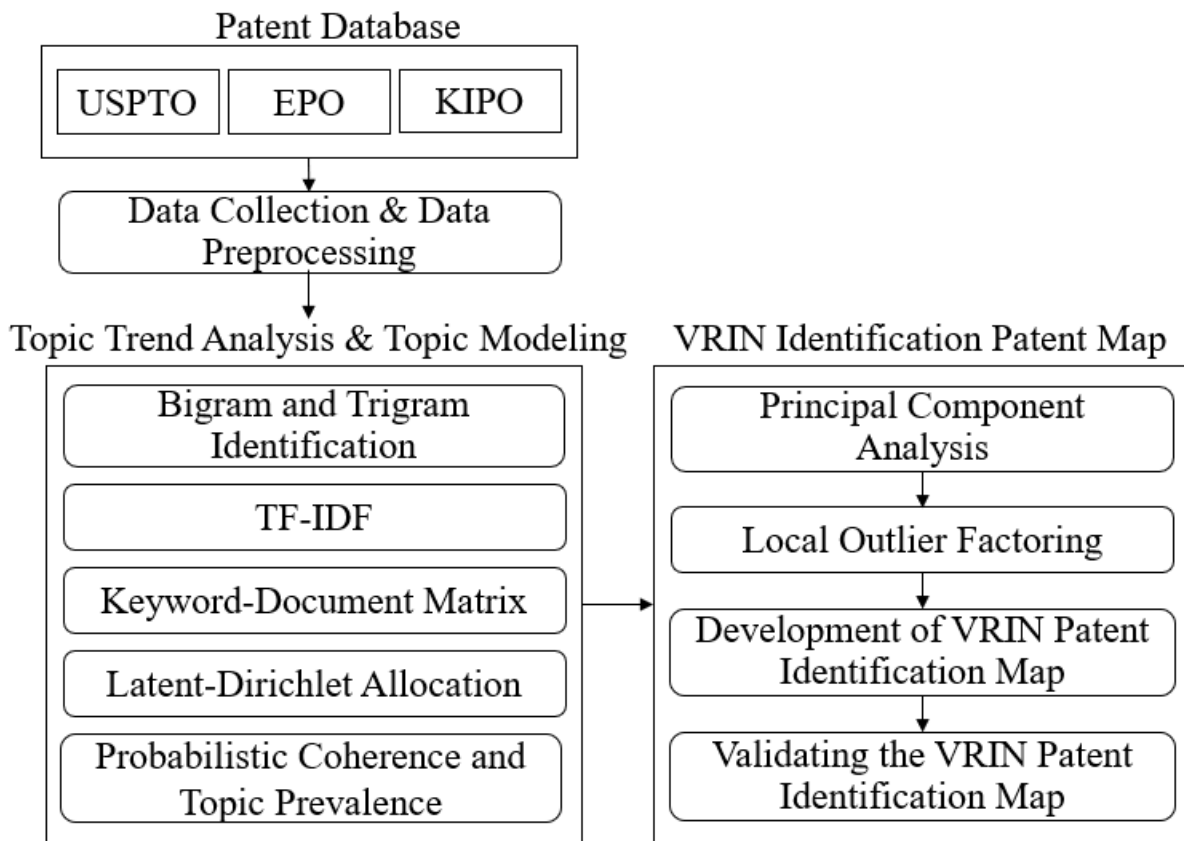 Patent Database
USPTO
EPO
KIPO
Data Collection & Data
Preprocessing
Topic Trend Analysis & Topic Modeling
Bigram and Trigram
Identification
TF-IDF
Keyword-Document Matrix
Latent-Dirichlet Allocation
Probabilistic Coherence and
Topic Prevalence
VRIN Identification Patent Map
Principal Component
Analysis
Local Outlier Factoring
Development of VRIN Patent
Identification Map
Validating the VRIN Patent
Identification Map